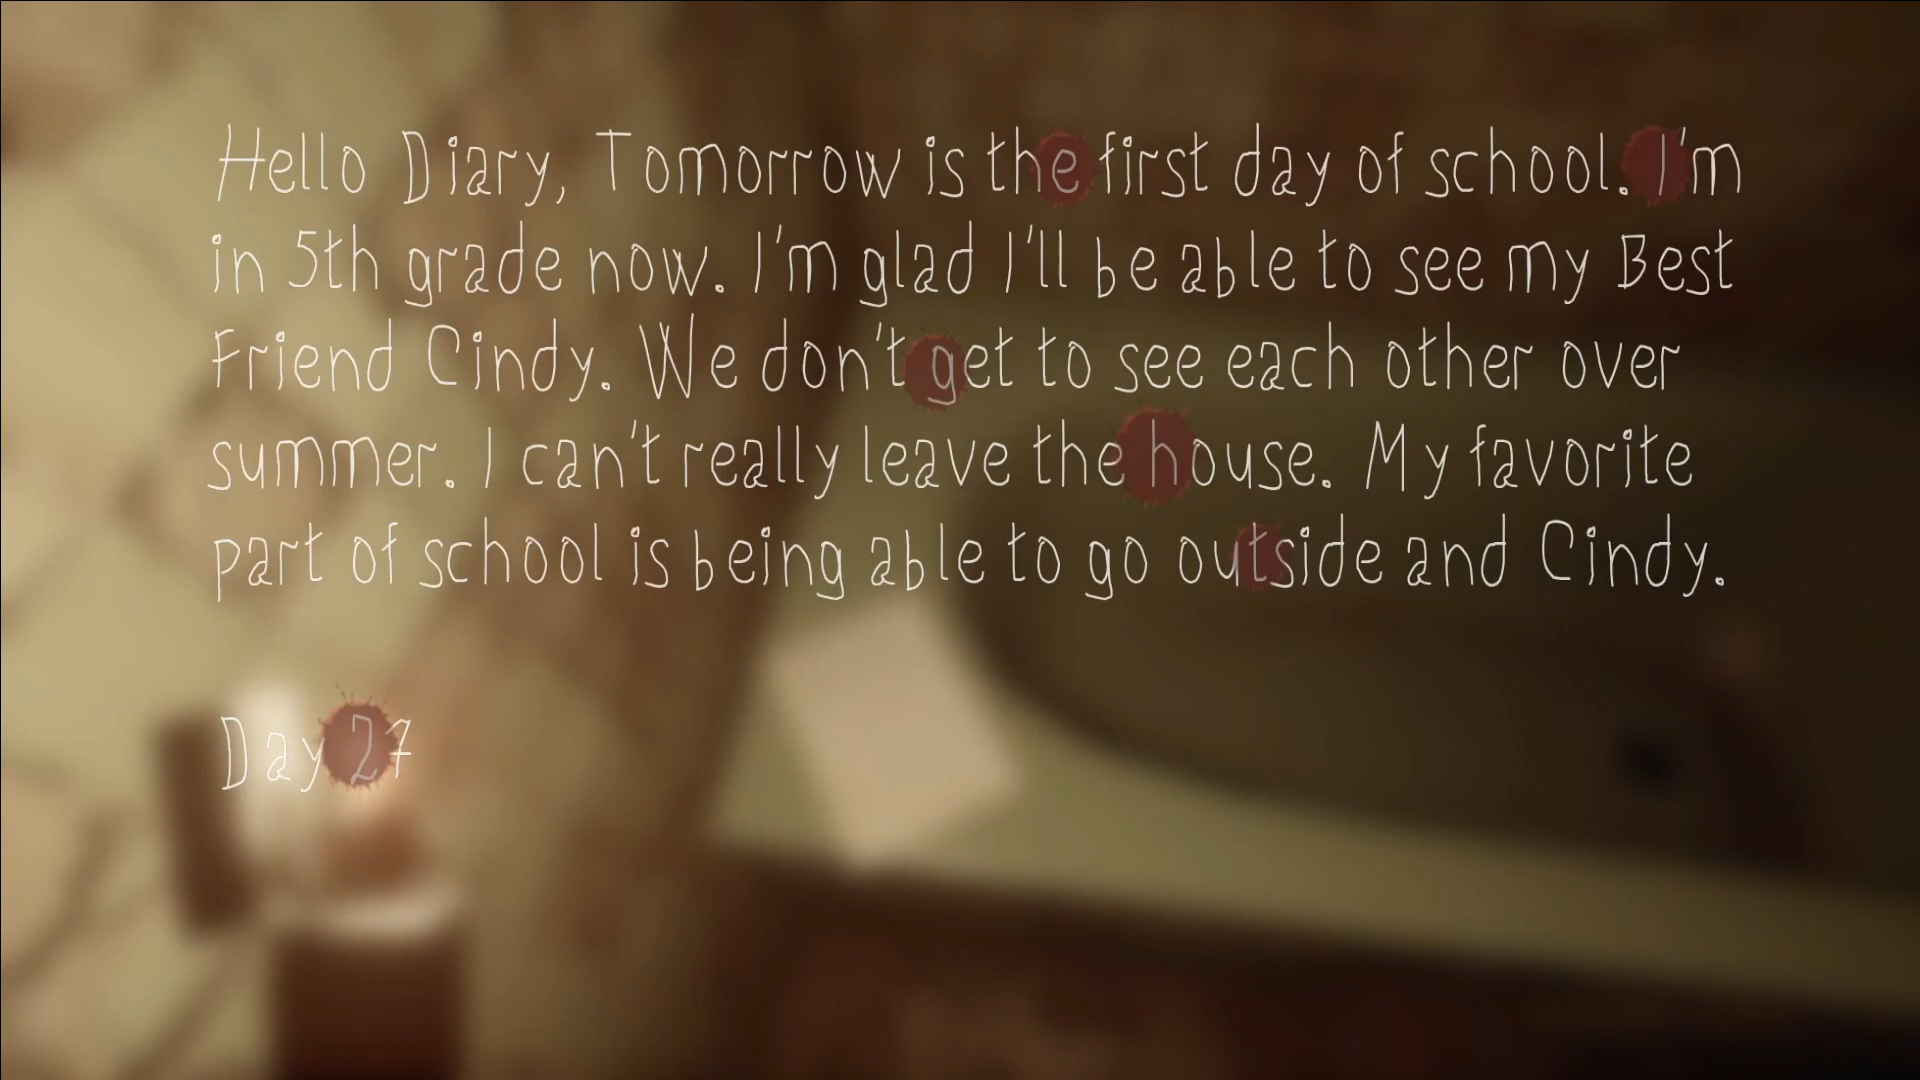 Hello Diary, Tomorrow is the first day of school. I'm
in 5th grade now. I'm glad I'll be able to see my Best
Friend Cindy. We don't get to see each other over
summer. I can't really leave the house. My favorite
part of school is being able to go outside and Cindy.
Day 27